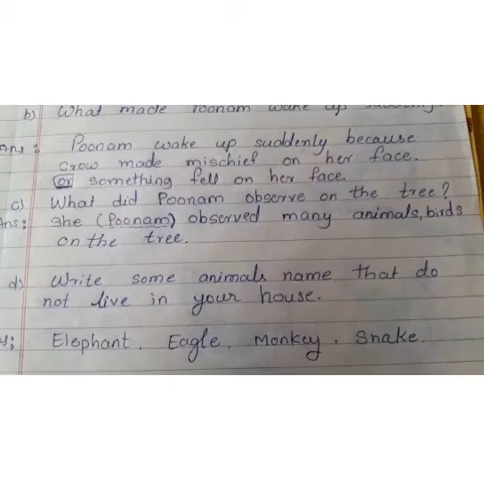 b) What made Poonam wake up suddenly?
Ans: Poonam wake up suddenly because
crow made mischief on her face.
or something fell on her face.
c) What did Poonam observe on the tree?
Ans: She (Poonam) observed many animals, birds
on the tree.
d) Write some animals name that do
not live in your house.
Elephant. Eagle. Monkey. Snake.